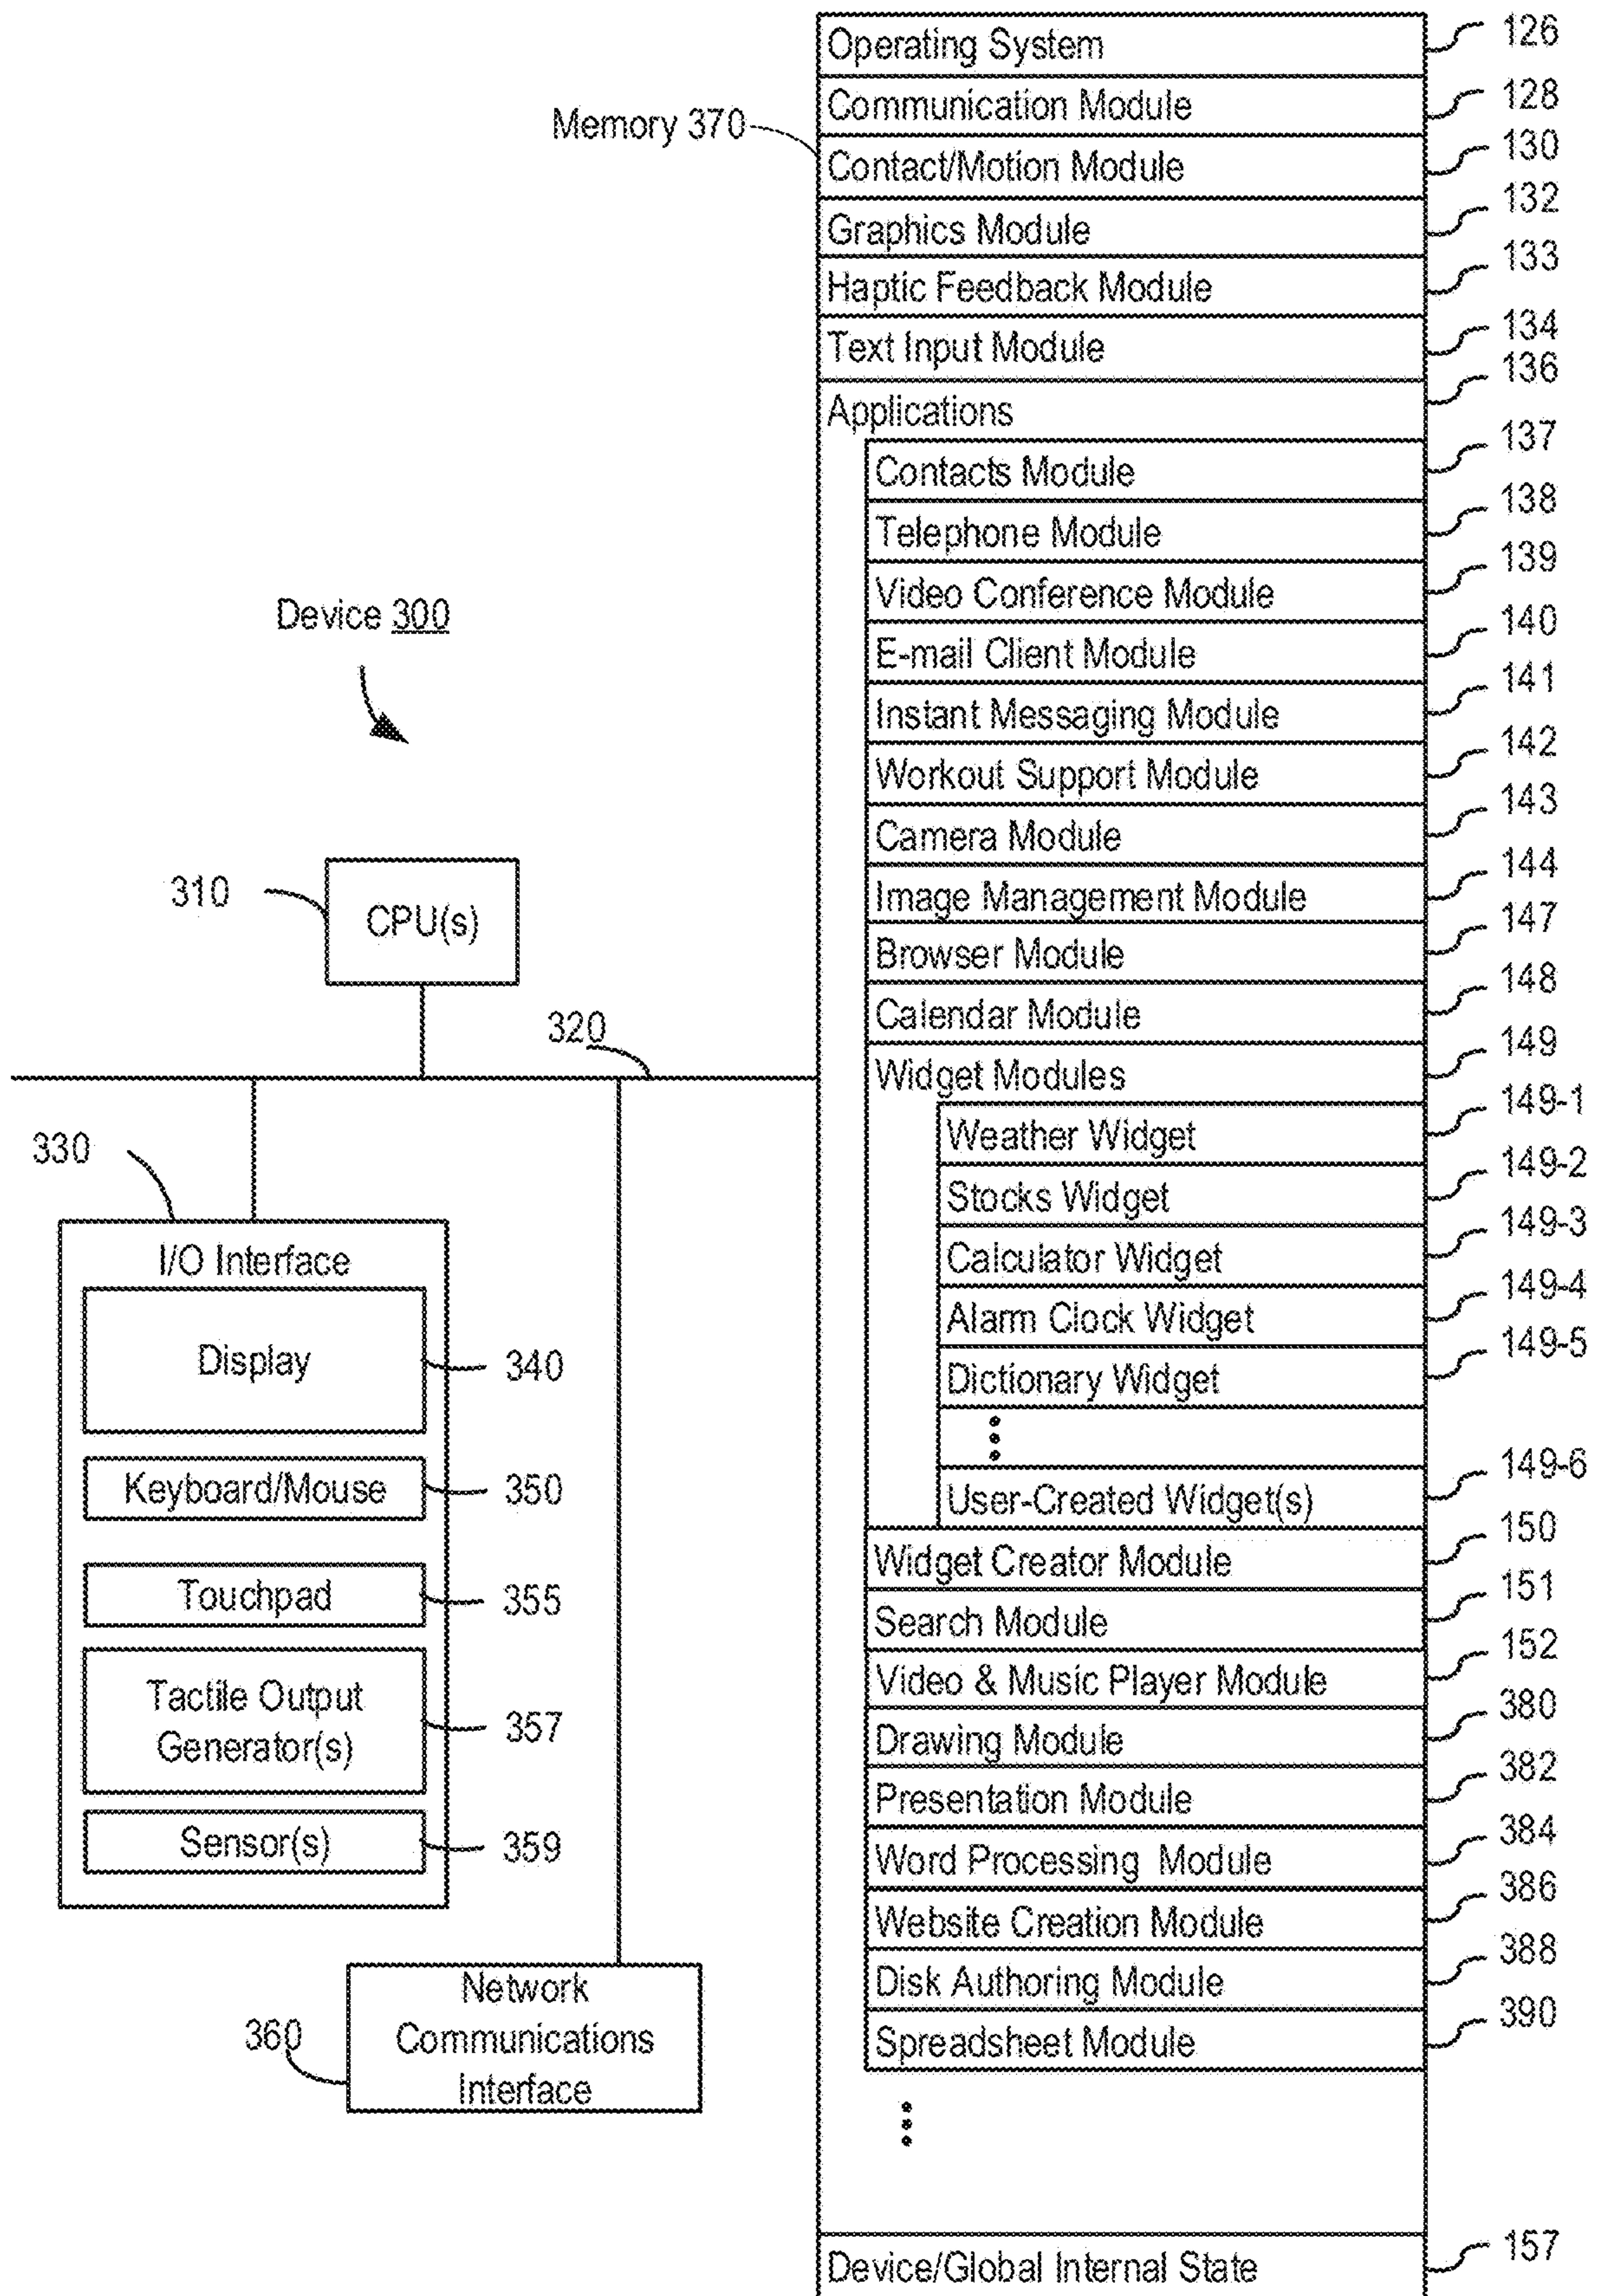 Device 300
310
CPU(s)
320
330
I/O Interface
Display
340
Keyboard/Mouse
350
Touchpad
355
Tactile Output
Generator(s)
357
Sensor(s)
359
Network
Communications
Interface
360
Memory 370
Operating System 126
Communication Module 128
Contact/Motion Module 130
Graphics Module 132
Haptic Feedback Module 133
Text Input Module 134
Applications 136
Contacts Module 137
Telephone Module 138
Video Conference Module 139
E-mail Client Module 140
Instant Messaging Module 141
Workout Support Module 142
Camera Module 143
Image Management Module 144
Browser Module 147
Calendar Module 148
Widget Modules 149
Weather Widget 149-1
Stocks Widget 149-2
Calculator Widget 149-3
Alarm Clock Widget 149-4
Dictionary Widget 149-5
User-Created Widget(s) 149-6
Widget Creator Module 150
Search Module 151
Video & Music Player Module 152
Drawing Module 380
Presentation Module 382
Word Processing Module 384
Website Creation Module 386
Disk Authoring Module 388
Spreadsheet Module 390
Device/Global Internal State 157